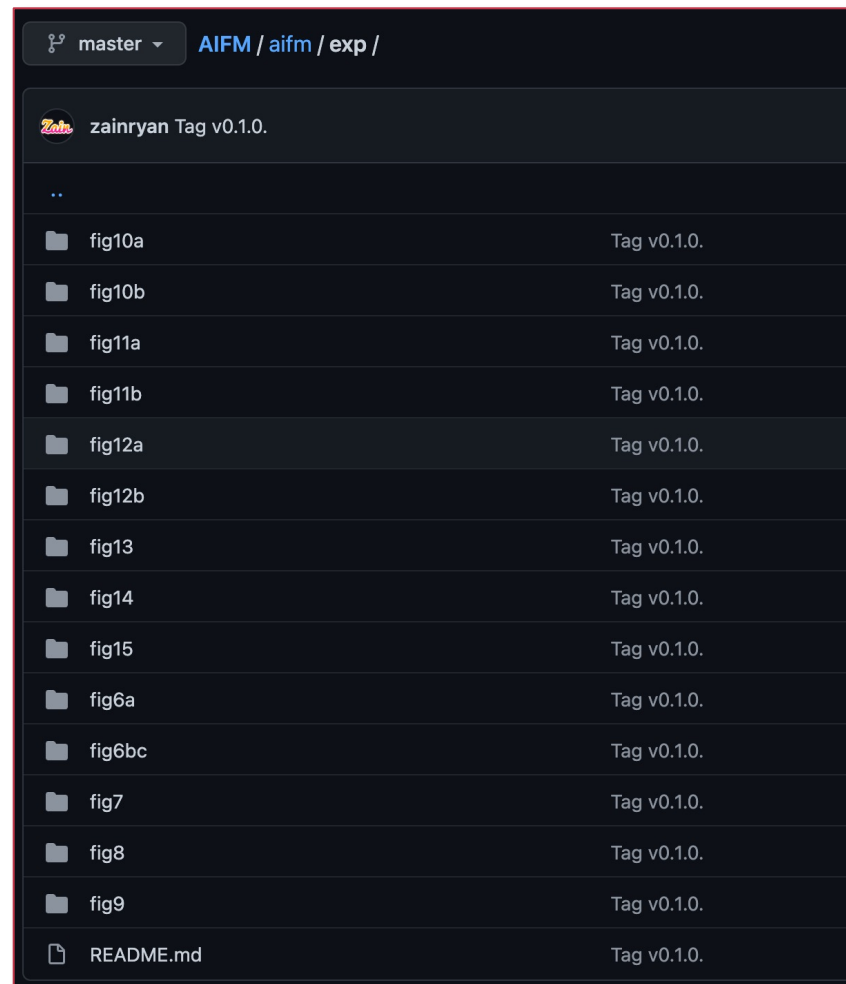 master AIFM / aifm / exp /
Zain zainryan Tag v0.1.0.
..
fig10a Tag v0.1.0.
fig10b Tag v0.1.0.
fig11a Tag v0.1.0.
fig11b Tag v0.1.0.
fig12a Tag v0.1.0.
fig12b Tag v0.1.0.
fig13 Tag v0.1.0.
fig14 Tag v0.1.0.
fig15 Tag v0.1.0.
fig6a Tag v0.1.0.
fig6bc Tag v0.1.0.
fig7 Tag v0.1.0.
fig8 Tag v0.1.0.
fig9 Tag v0.1.0.
README.md Tag v0.1.0.